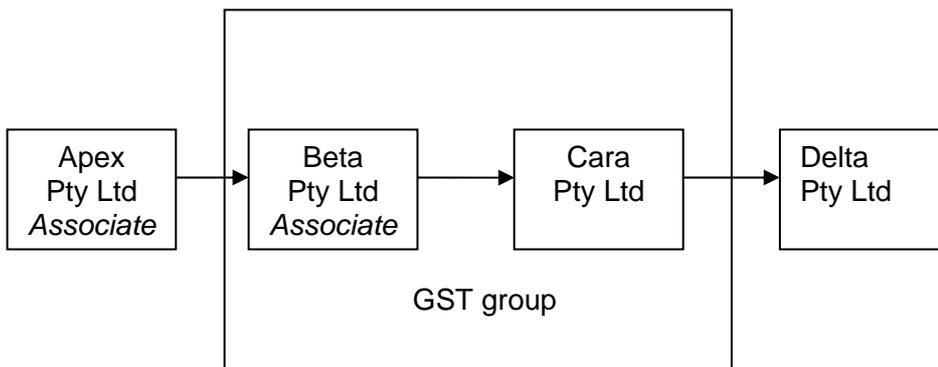 Apex
Pty Ltd
Associate
Beta
Pty Ltd
Associate
Cara
Pty Ltd
Delta
Pty Ltd
GST group